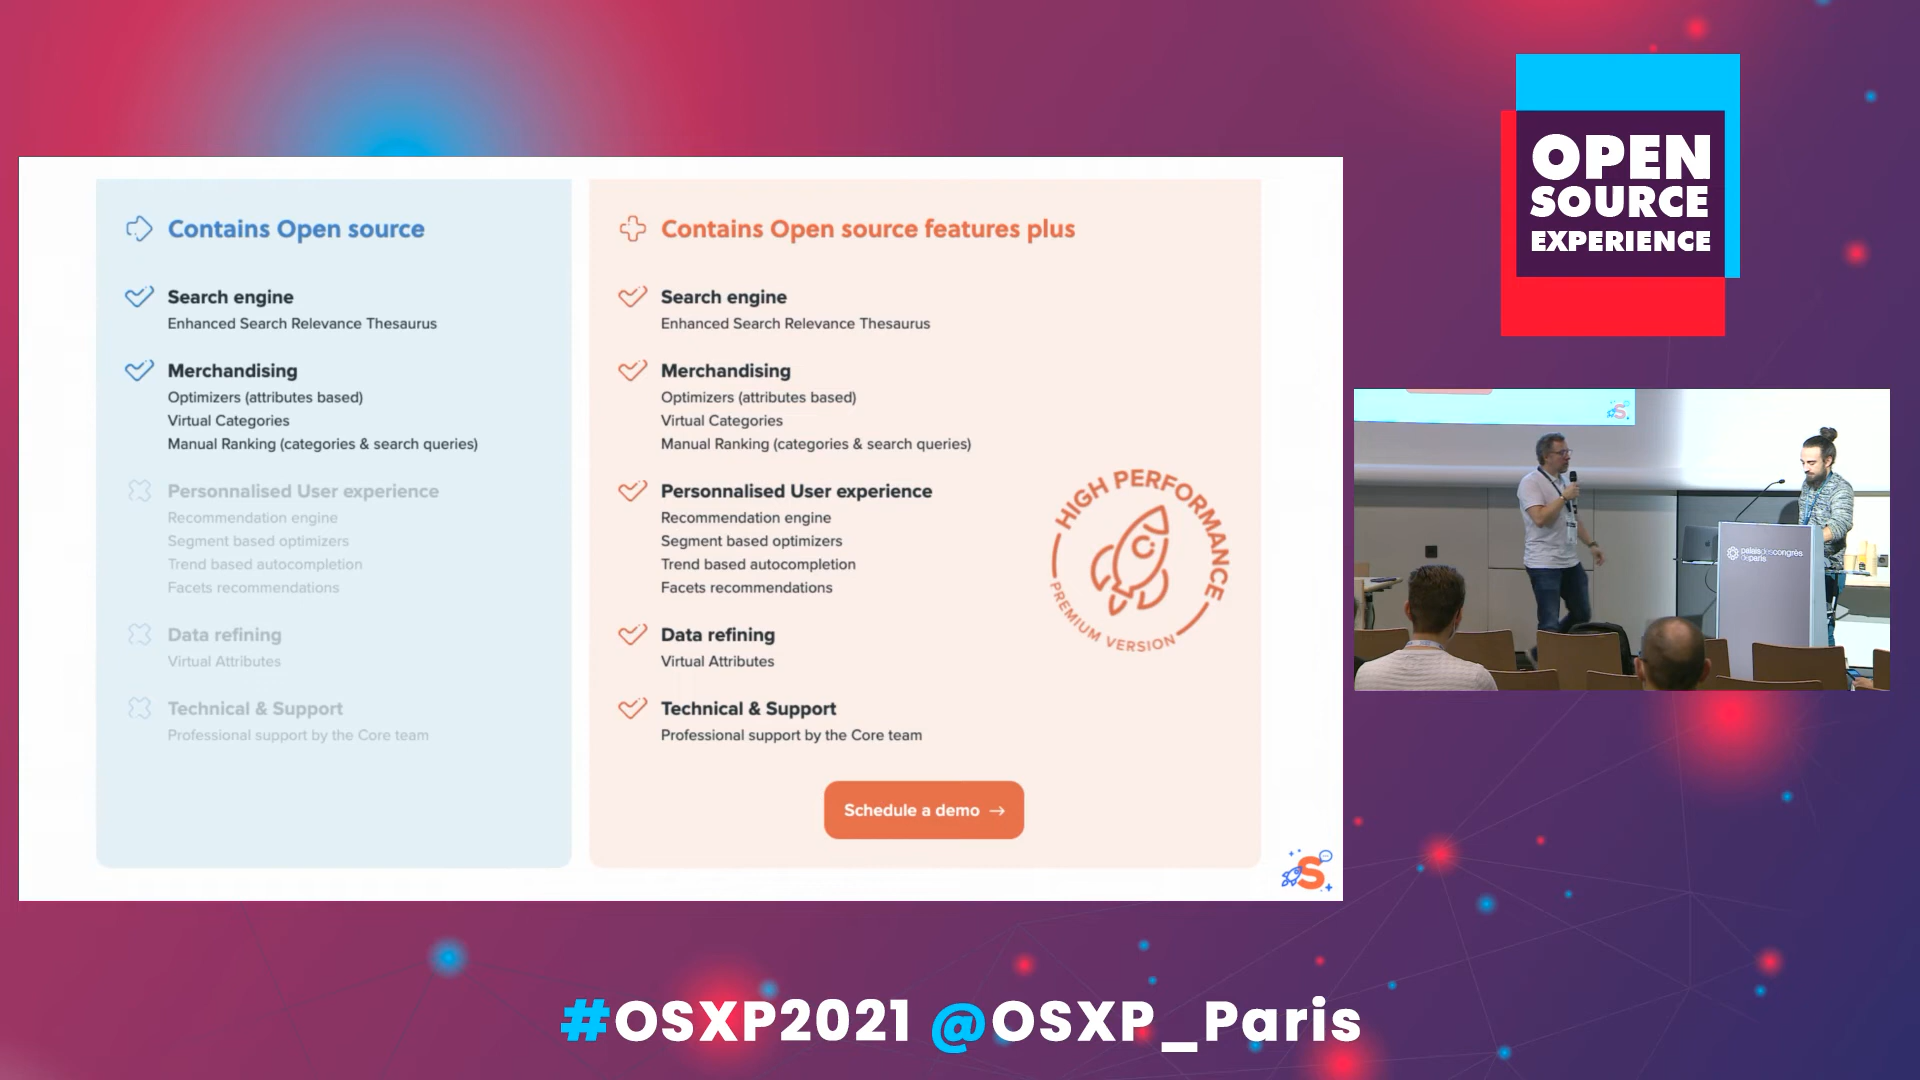 OPEN
SOURCE
EXPERIENCE
Contains Open source
Search engine
Enhanced Search Relevance Thesaurus
Merchandising
Optimizers (attributes based)
Virtual Categories
Manual Ranking (categories & search queries)
Personnalised User experience
Recommendation engine
Segment based optimizers
Trend based autocompletion
Facets recommendations
Data refining
Virtual Attributes
Technical & Support
Professional support by the Core team
Contains Open source features plus
Search engine
Enhanced Search Relevance Thesaurus
Merchandising
Optimizers (attributes based)
Virtual Categories
Manual Ranking (categories & search queries)
Personnalised User experience
Recommendation engine
Segment based optimizers
Trend based autocompletion
Facets recommendations
Data refining
Virtual Attributes
Technical & Support
Professional support by the Core team
HIGH PERFORMANCE
PREMIUM VERSION
Schedule a demo →
S
palaisdescongrès
deparis
#OSXP2021 @OSXP_Paris